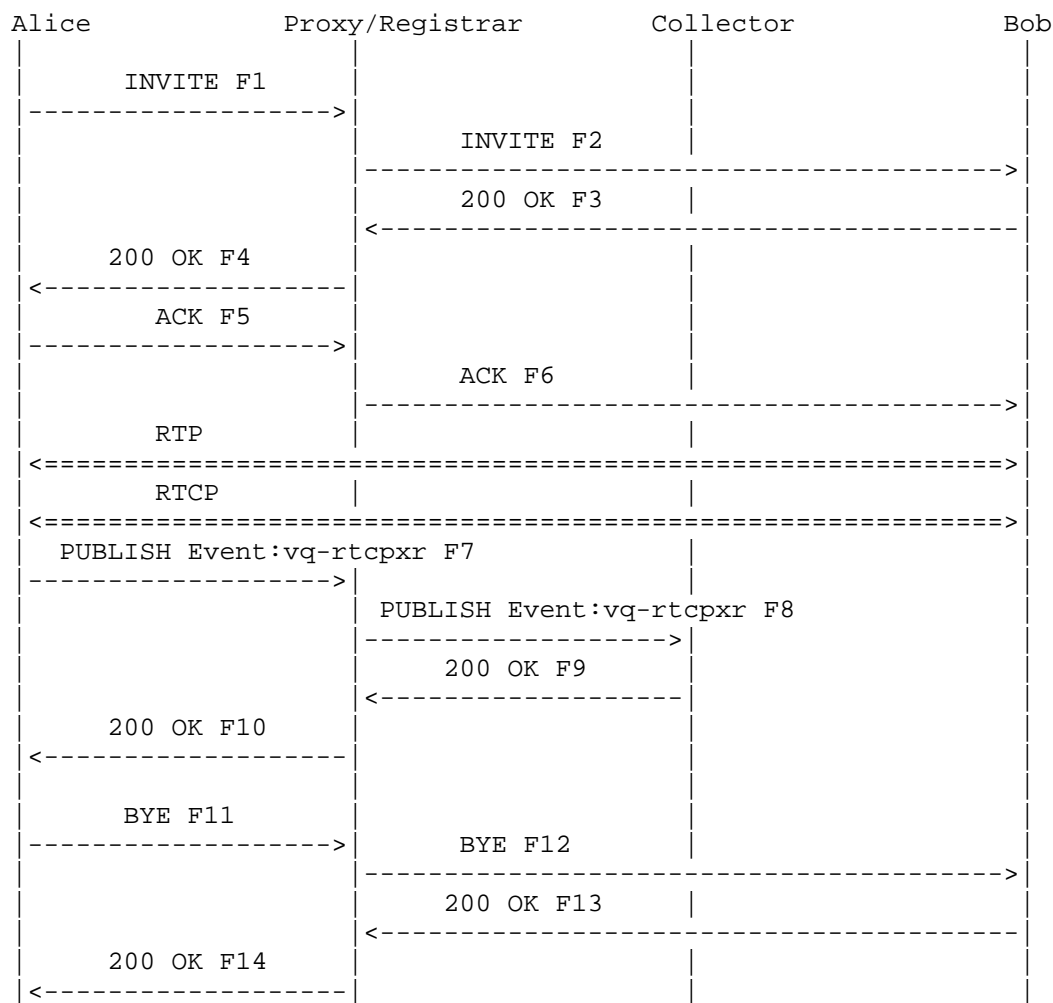 Alice Proxy/Registrar Collector Bob
INVITE F1
INVITE F2
200 OK F3
200 OK F4
ACK F5
ACK F6
RTP
RTCP
PUBLISH Event:vq-rtcpxr F7
PUBLISH Event:vq-rtcpxr F8
200 OK F9
200 OK F10
BYE F11
BYE F12
200 OK F13
200 OK F14